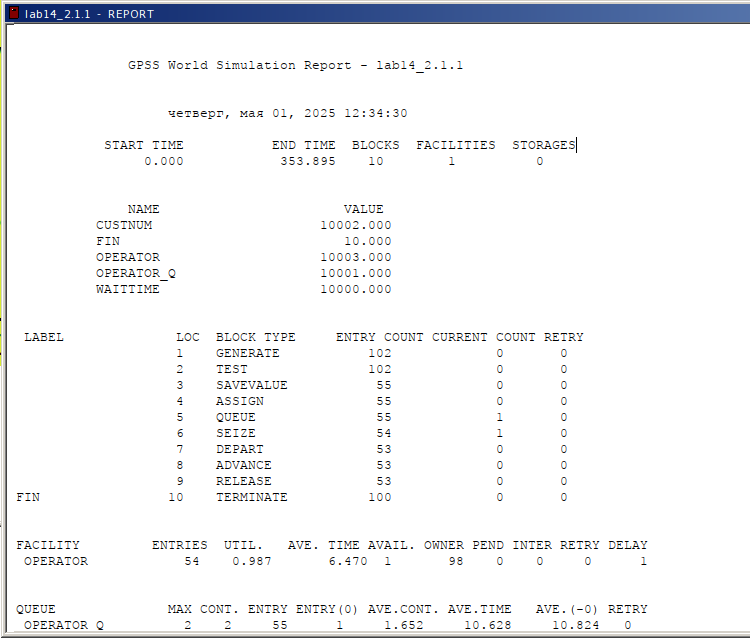 lab14_2.1.1 - REPORT
GPSS World Simulation Report - lab14_2.1.1
четверг, мая 01, 2025 12:34:30
START TIME END TIME BLOCKS FACILITIES STORAGES
0.000 353.895 10 1 0
NAME VALUE
CUSTNUM 10002.000
FIN 10.000
OPERATOR 10003.000
OPERATOR_Q 10001.000
WAITTIME 10000.000
LABEL LOC BLOCK TYPE ENTRY COUNT CURRENT COUNT RETRY
1 GENERATE 102 0 0
2 TEST 102 0 0
3 SAVEVALUE 55 0 0
4 ASSIGN 55 0 0
5 QUEUE 55 1 0
6 SEIZE 54 1 0
7 DEPART 53 0 0
8 ADVANCE 53 0 0
9 RELEASE 53 0 0
FIN 10 TERMINATE 100 0 0
FACILITY ENTRIES UTIL. AVE. TIME AVAIL. OWNER PEND INTER RETRY DELAY
OPERATOR 54 0.987 6.470 1 98 0 0 0 1
QUEUE MAX CONT. ENTRY ENTRY(0) AVE.CONT. AVE.TIME AVE.(-0) RETRY
OPERATOR_Q 2 2 55 1 1.652 10.628 10.824 0